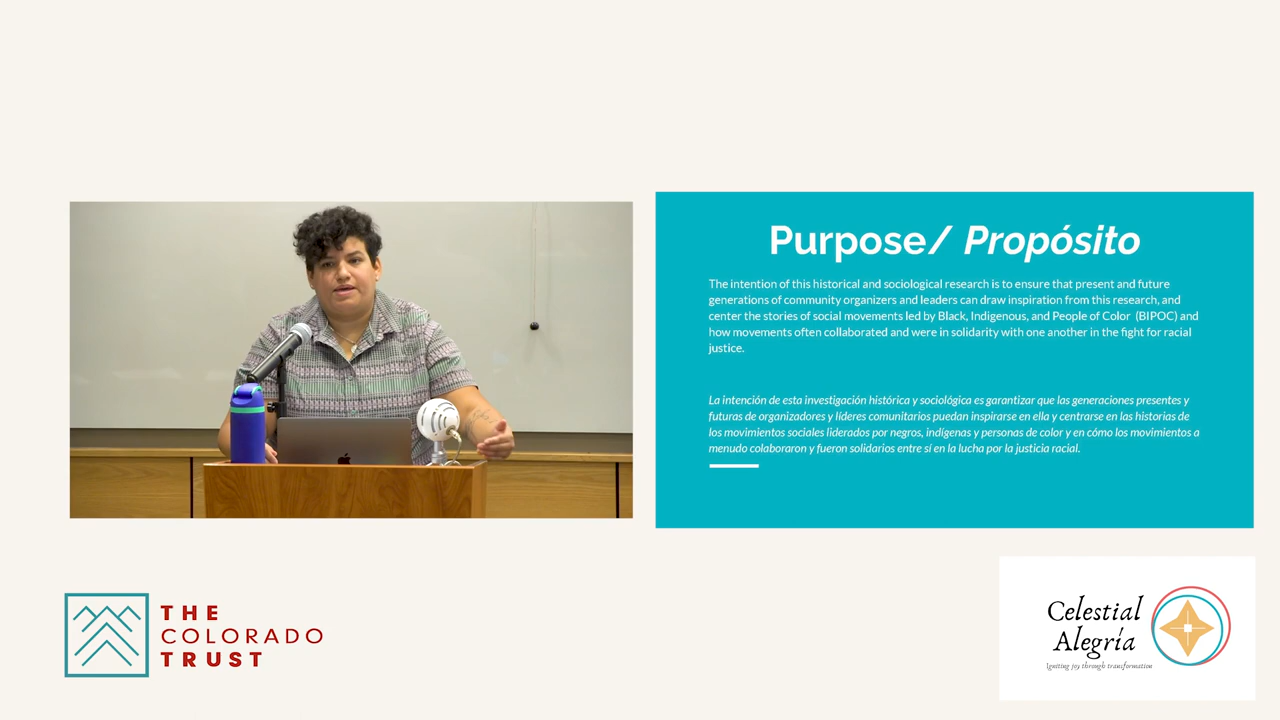 Purpose/ Propósito
The intention of this historical and sociological research is to ensure that present and future
generations of community organizers and leaders can draw inspiration from this research, and
center the stories of social movements led by Black, Indigenous, and People of Color (BIPOC) and
how movements often collaborated and were in solidarity with one another in the fight for racial
justice.
La intención de esta investigación histórica y sociológica es garantizar que las generaciones presentes y
futuras de organizadores y líderes comunitarios puedan inspirarse en ella y centrarse en las historias de
los movimientos sociales liderados por negros, indígenas y personas de color y en cómo los movimientos a
menudo colaboraron y fueron solidarios entre sí en la lucha por la justicia racial.
THE
COLORADO
TRUST
Celestial
Alegría
Igniting joy through transformation